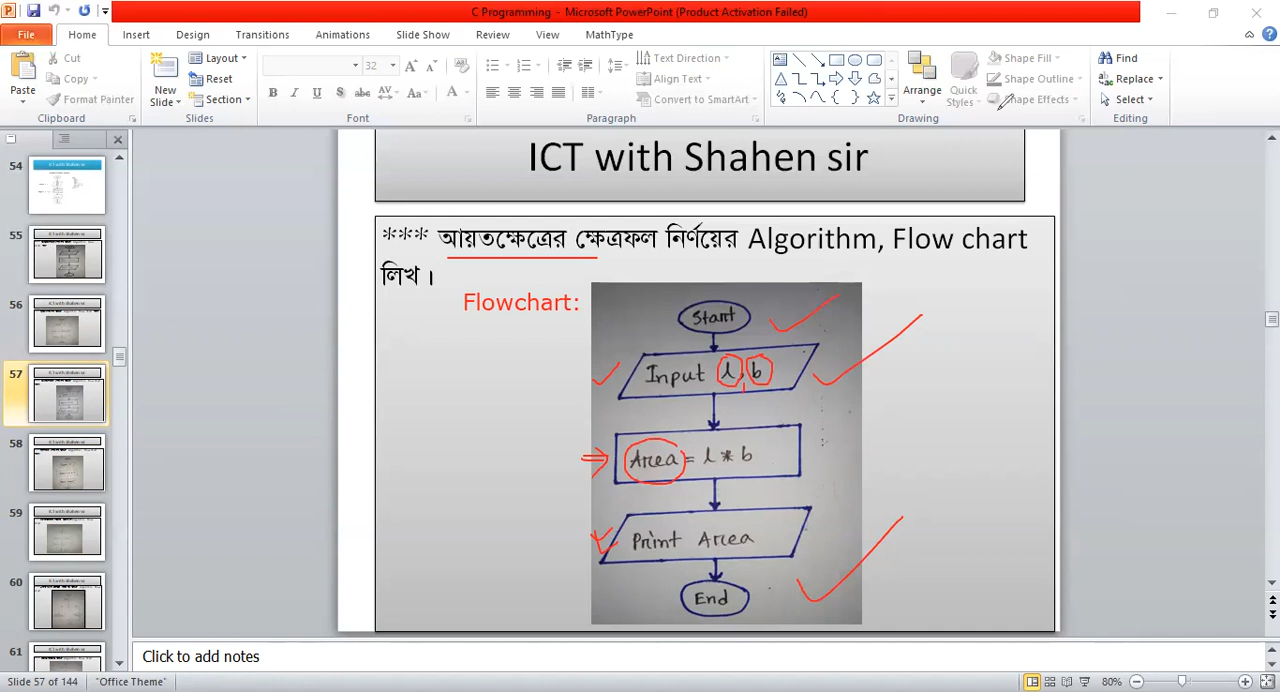 C Programming - Microsoft PowerPoint (Product Activation Failed)
File Home Insert Design Transitions Animations Slide Show Review View MathType
Paste
Cut
Copy
Format Painter
Clipboard
New Slide
Layout
Reset
Section
Slides
32
B I U S abc AV Aa A
Font
Text Direction
Align Text
Convert to SmartArt
Paragraph
Arrange
Quick Styles
Shape Fill
Shape Outline
Shape Effects
Drawing
Find
Replace
Select
Editing
54
55
56
57
58
59
60
61
ICT with Shahen sir
*** আয়তক্ষেত্রের ক্ষেত্রফল নির্ণয়ের Algorithm, Flow chart
লিখ।
Flowchart:
Start
Input l, b
Area = l * b
Print Area
End
Click to add notes
Slide 57 of 144 "Office Theme" 80%